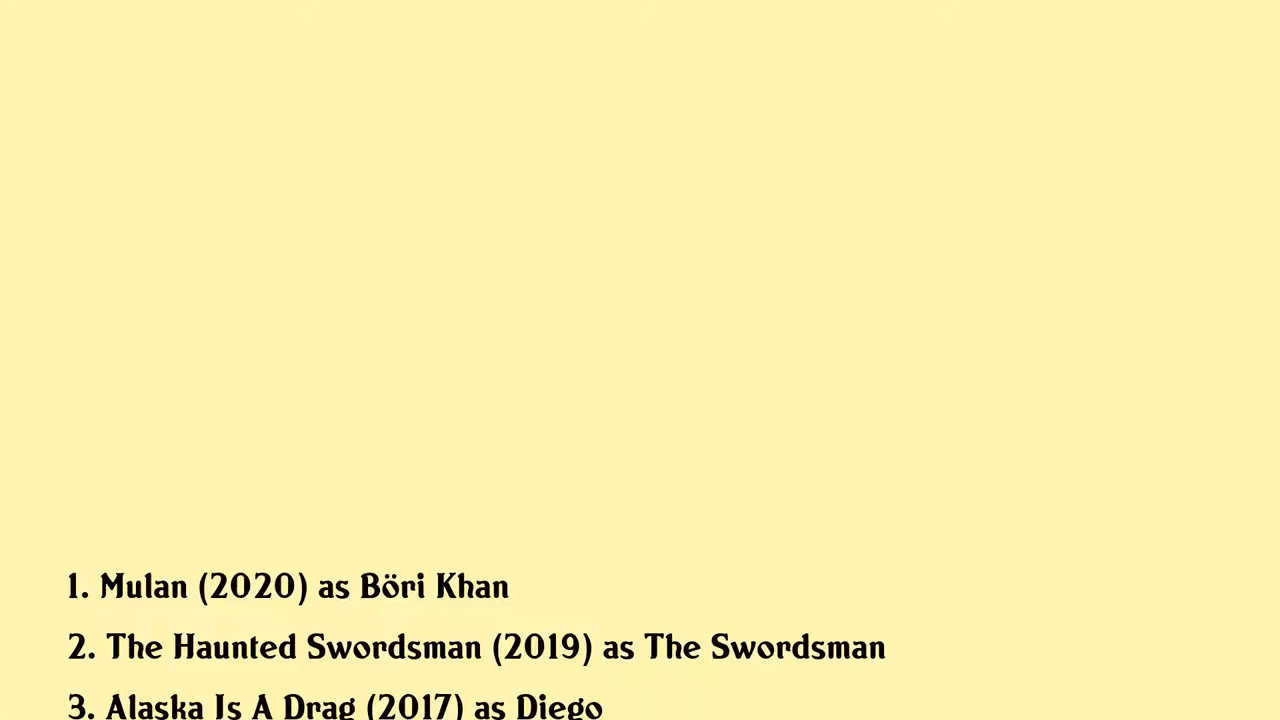 1. Mulan (2020) as Böri Khan
2. The Haunted Swordsman (2019) as The Swordsman
3. Alaska Is A Drag (2017) as Diego